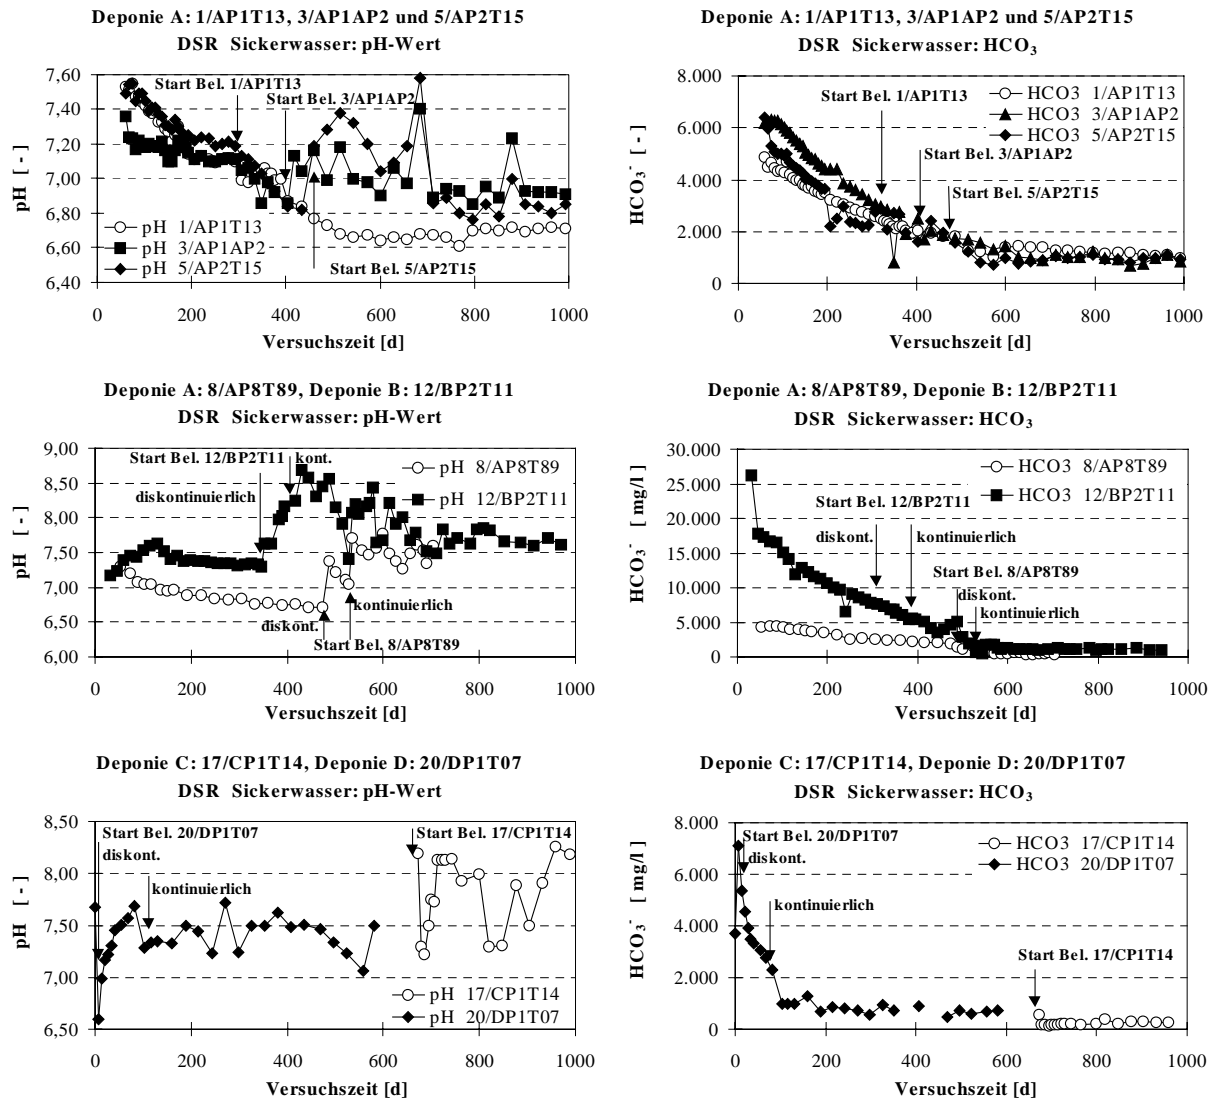 Deponie A: 1/AP1T13, 3/AP1AP2 und 5/AP2T15
DSR Sickerwasser: pH-Wert
7,60
7,40
7,20
7,00
6,80
6,60
6,40
pH [ - ]
Start Bel. 1/AP1T13
Start Bel. 3/AP1AP2
Start Bel. 5/AP2T15
pH 1/AP1T13
pH 3/AP1AP2
pH 5/AP2T15
0 200 400 600 800 1000
Versuchszeit [d]
Deponie A: 1/AP1T13, 3/AP1AP2 und 5/AP2T15
DSR Sickerwasser: HCO₃
8.000
6.000
4.000
2.000
0
HCO₃⁻ [ - ]
Start Bel. 1/AP1T13
Start Bel. 3/AP1AP2
Start Bel. 5/AP2T15
HCO3 1/AP1T13
HCO3 3/AP1AP2
HCO3 5/AP2T15
0 200 400 600 800 1000
Versuchszeit [d]
Deponie A: 8/AP8T89, Deponie B: 12/BP2T11
DSR Sickerwasser: pH-Wert
9,00
8,50
8,00
7,50
7,00
6,50
6,00
pH [ - ]
Start Bel. 12/BP2T11
kont.
diskontinuierlich
pH 8/AP8T89
pH 12/BP2T11
kontinuierlich
diskont.
Start Bel. 8/AP8T89
0 200 400 600 800 1000
Versuchszeit [d]
Deponie A: 8/AP8T89, Deponie B: 12/BP2T11
DSR Sickerwasser: HCO₃
30.000
25.000
20.000
15.000
10.000
5.000
0
HCO₃⁻ [ mg/l ]
HCO3 8/AP8T89
HCO3 12/BP2T11
Start Bel. 12/BP2T11
diskont.
kontinuierlich
Start Bel. 8/AP8T89
diskont.
kontinuierlich
0 200 400 600 800 1000
Versuchszeit [d]
Deponie C: 17/CP1T14, Deponie D: 20/DP1T07
DSR Sickerwasser: pH-Wert
8,50
8,00
7,50
7,00
6,50
pH [ - ]
Start Bel. 20/DP1T07
diskont.
kontinuierlich
Start Bel. 17/CP1T14
pH 17/CP1T14
pH 20/DP1T07
0 200 400 600 800 1000
Versuchszeit [d]
Deponie C: 17/CP1T14, Deponie D: 20/DP1T07
DSR Sickerwasser: HCO₃
8.000
6.000
4.000
2.000
0
HCO₃⁻ [ mg/l ]
Start Bel. 20/DP1T07
diskont.
kontinuierlich
HCO3 17/CP1T14
HCO3 20/DP1T07
Start Bel. 17/CP1T14
0 200 400 600 800 1000
Versuchszeit [d]